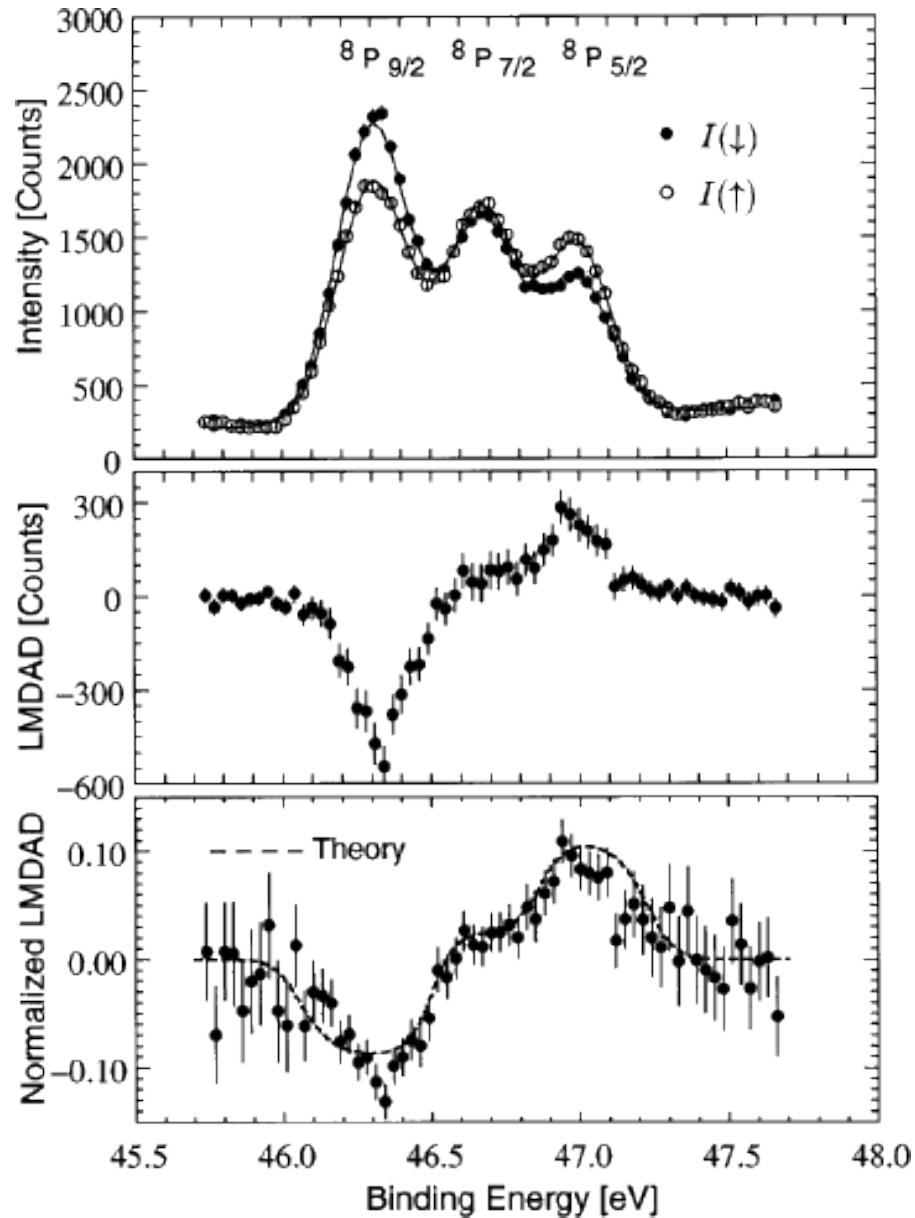 3000
2500
2000
1500
1000
500
0
Intensity [Counts]
⁸P₉/₂ ⁸P₇/₂ ⁸P₅/₂
● I(↓)
○ I(↑)
300
0
−300
−600
LMDAD [Counts]
0.10
0.00
−0.10
Normalized LMDAD
----- Theory
45.5 46.0 46.5 47.0 47.5 48.0
Binding Energy [eV]